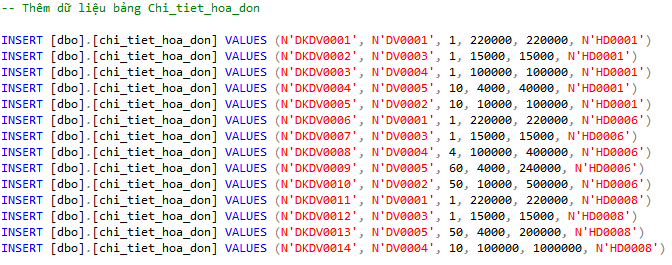 -- Thêm dữ liệu bảng Chi_tiet_hoa_don
INSERT [dbo].[chi_tiet_hoa_don] VALUES (N'DKDV0001', N'DV0001', 1, 220000, 220000, N'HD0001')
INSERT [dbo].[chi_tiet_hoa_don] VALUES (N'DKDV0002', N'DV0003', 1, 15000, 15000, N'HD0001')
INSERT [dbo].[chi_tiet_hoa_don] VALUES (N'DKDV0003', N'DV0004', 1, 100000, 100000, N'HD0001')
INSERT [dbo].[chi_tiet_hoa_don] VALUES (N'DKDV0004', N'DV0005', 10, 4000, 40000, N'HD0001')
INSERT [dbo].[chi_tiet_hoa_don] VALUES (N'DKDV0005', N'DV0002', 10, 10000, 100000, N'HD0001')
INSERT [dbo].[chi_tiet_hoa_don] VALUES (N'DKDV0006', N'DV0001', 1, 220000, 220000, N'HD0006')
INSERT [dbo].[chi_tiet_hoa_don] VALUES (N'DKDV0007', N'DV0003', 1, 15000, 15000, N'HD0006')
INSERT [dbo].[chi_tiet_hoa_don] VALUES (N'DKDV0008', N'DV0004', 4, 100000, 400000, N'HD0006')
INSERT [dbo].[chi_tiet_hoa_don] VALUES (N'DKDV0009', N'DV0005', 60, 4000, 240000, N'HD0006')
INSERT [dbo].[chi_tiet_hoa_don] VALUES (N'DKDV0010', N'DV0002', 50, 10000, 500000, N'HD0006')
INSERT [dbo].[chi_tiet_hoa_don] VALUES (N'DKDV0011', N'DV0001', 1, 220000, 220000, N'HD0008')
INSERT [dbo].[chi_tiet_hoa_don] VALUES (N'DKDV0012', N'DV0003', 1, 15000, 15000, N'HD0008')
INSERT [dbo].[chi_tiet_hoa_don] VALUES (N'DKDV0013', N'DV0005', 50, 4000, 200000, N'HD0008')
INSERT [dbo].[chi_tiet_hoa_don] VALUES (N'DKDV0014', N'DV0004', 10, 100000, 1000000, N'HD0008')